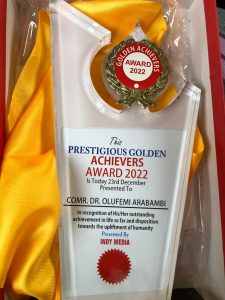 GOLDEN ACHIEVERS
AWARD
2022
This
PRESTIGIOUS GOLDEN
ACHIEVERS
AWARD 2022
Is Today 23rd December
Presented To
COMR. DR. OLUFEMI ARABAMBI
In recognition of His/Her outstanding
achievement in life so far and disposition
towards the upliftment of humanity
Presented By
INDY MEDIA